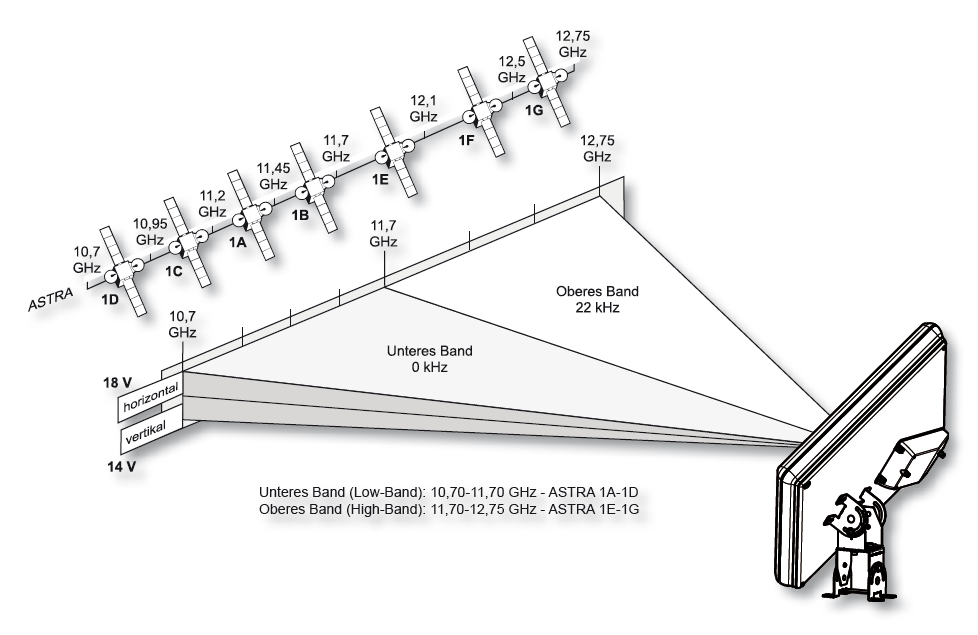 12,75
GHz
12,5
GHz
1G
12,1
GHz
1F
11,7
GHz
1E
11,45
GHz
1B
11,2
GHz
1A
10,95
GHz
1C
10,7
GHz
1D
ASTRA
12,75
GHz
11,7
GHz
10,7
GHz
Oberes Band
22 kHz
Unteres Band
0 kHz
18 V
horizontal
vertikal
14 V
Unteres Band (Low-Band): 10,70-11,70 GHz - ASTRA 1A-1D
Oberes Band (High-Band): 11,70-12,75 GHz - ASTRA 1E-1G